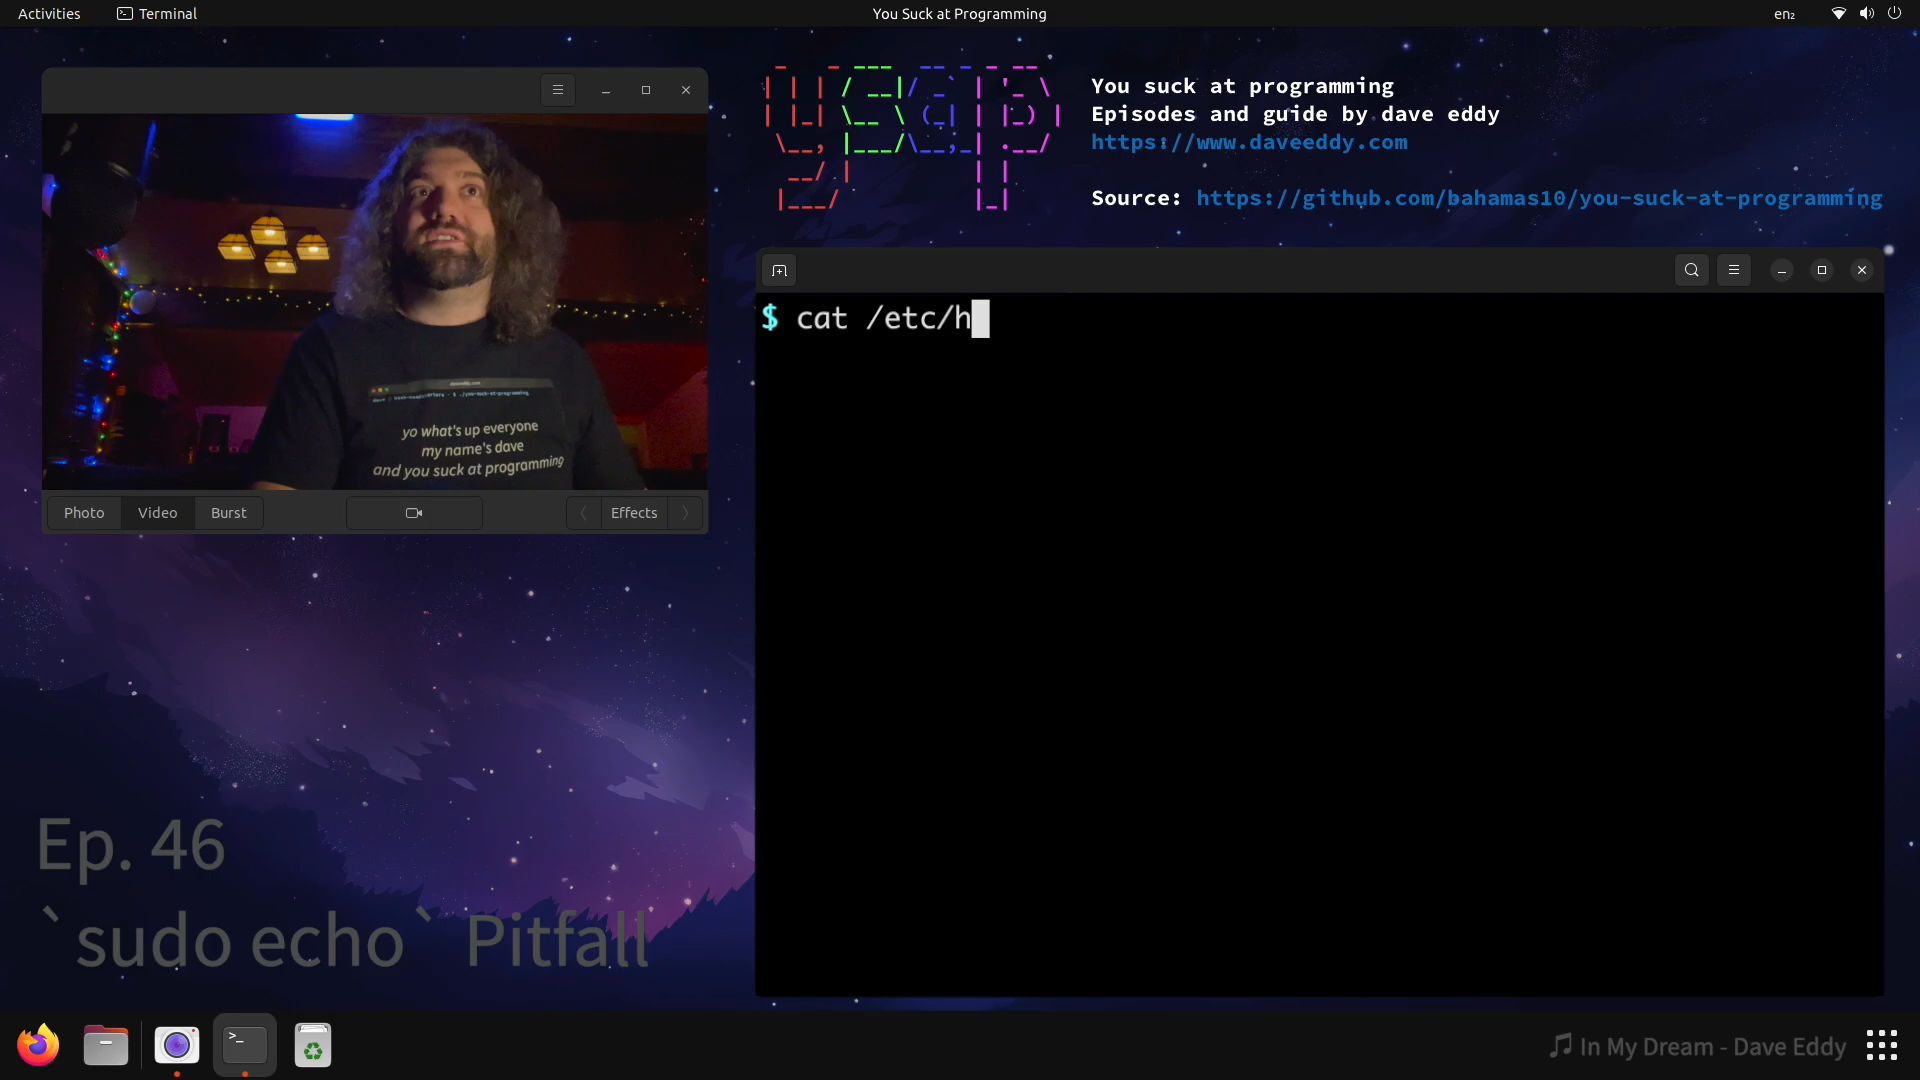 Activities
Terminal
You Suck at Programming
en₂
You suck at programming
Episodes and guide by dave eddy
https://www.daveeddy.com
Source: https://github.com/bahamas10/you-suck-at-programming
$ cat /etc/h
yo what's up everyone
my name's dave
and you suck at programming
Photo
Video
Burst
Effects
Ep. 46
`sudo echo` Pitfall
In My Dream - Dave Eddy